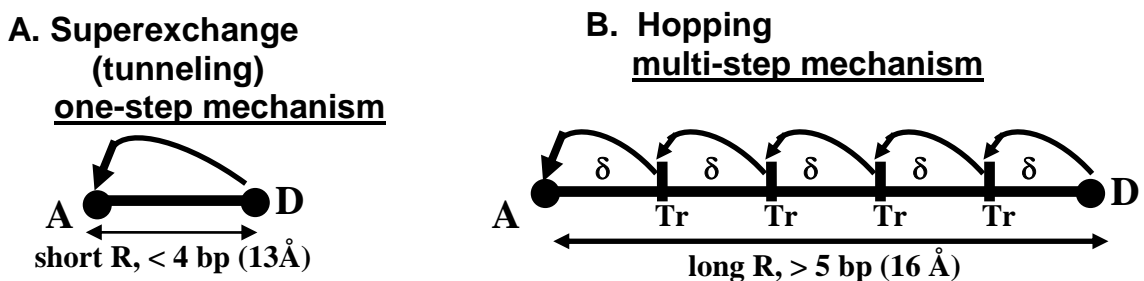 A. Superexchange
(tunneling)
one-step mechanism
A D
short R, < 4 bp (13Å)
B. Hopping
multi-step mechanism
δ δ δ δ δ
A D
Tr Tr Tr Tr
long R, > 5 bp (16 Å)